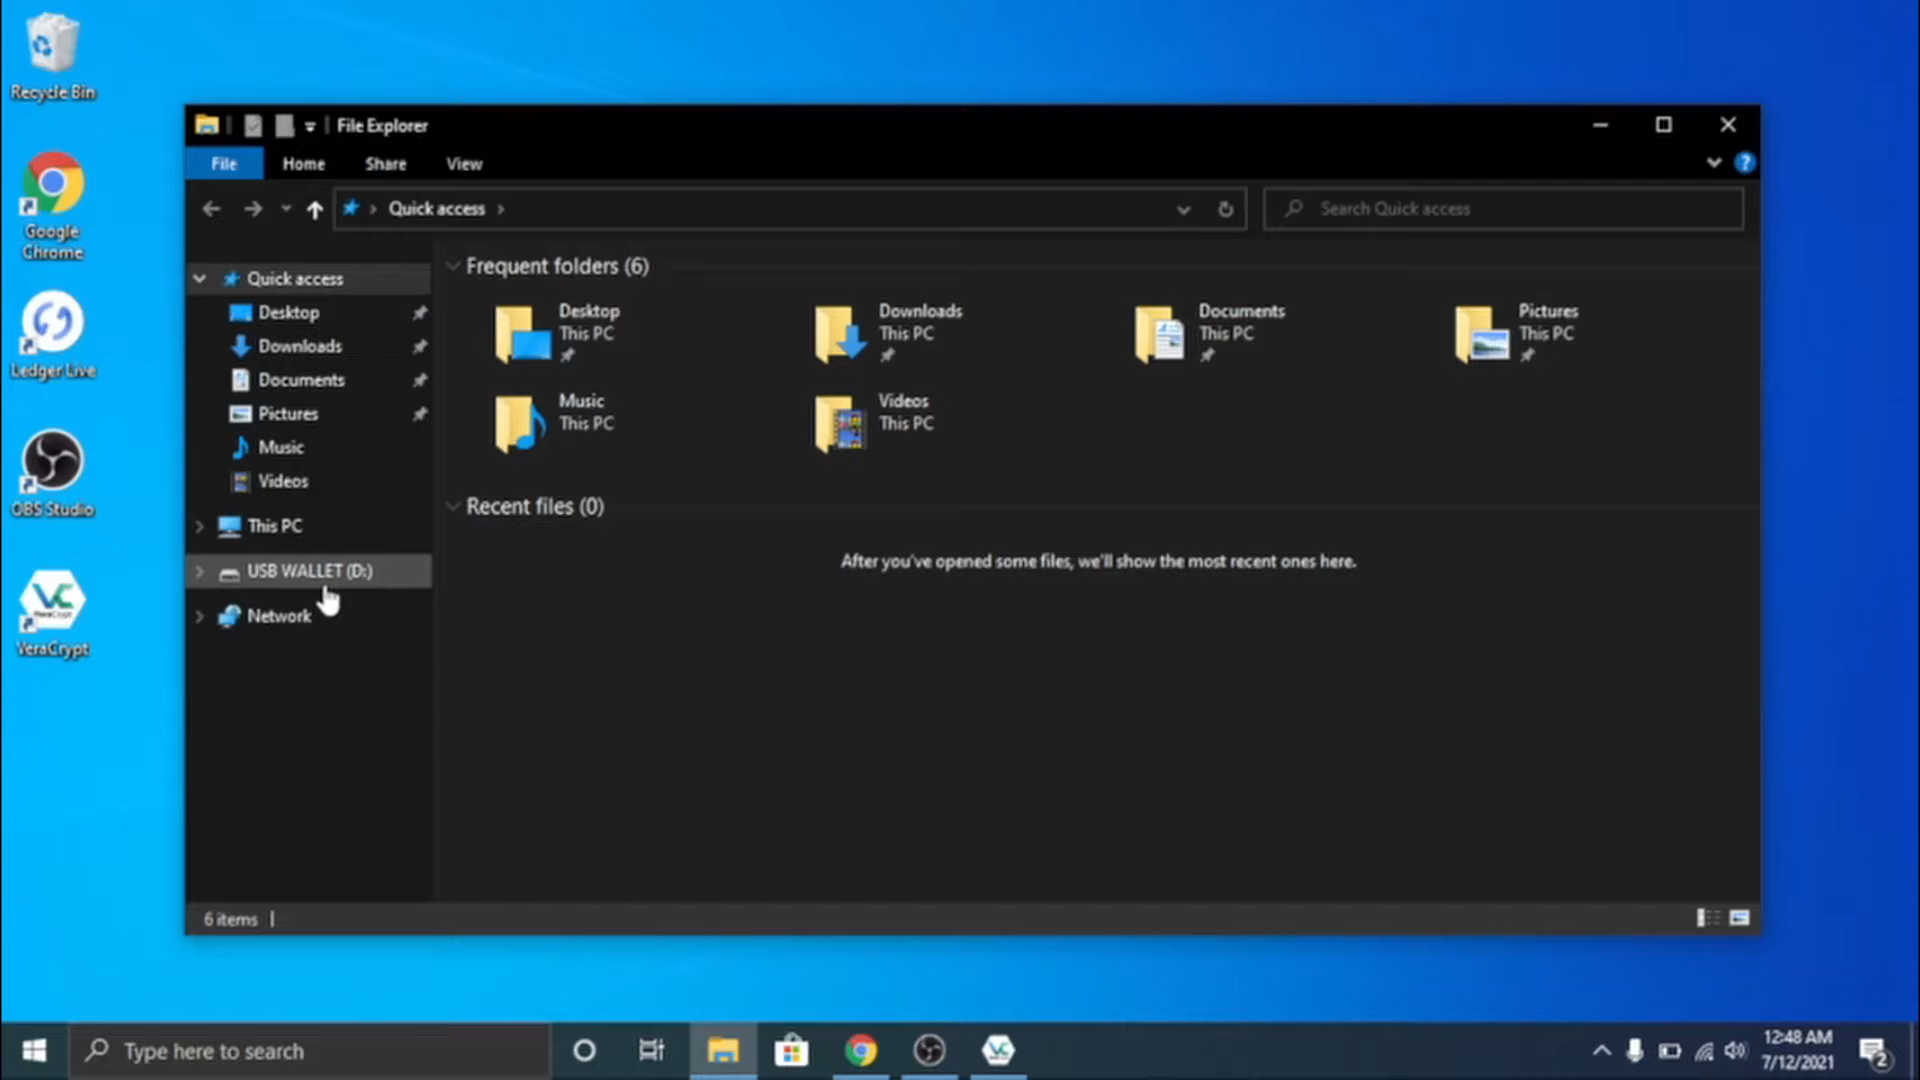 Recycle Bin
Google
Chrome
Ledger Live
OBS Studio
VeraCrypt
VeraCrypt
File Explorer
File
Home
Share
View
Quick access
Search Quick access
Quick access
Desktop
Downloads
Documents
Pictures
Music
Videos
This PC
USB WALLET (D:)
Network
Frequent folders (6)
Desktop
This PC
Downloads
This PC
Documents
This PC
Pictures
This PC
Music
This PC
Videos
This PC
Recent files (0)
After you've opened some files, we'll show the most recent ones here.
6 items
Type here to search
12:48 AM
7/12/2021
2